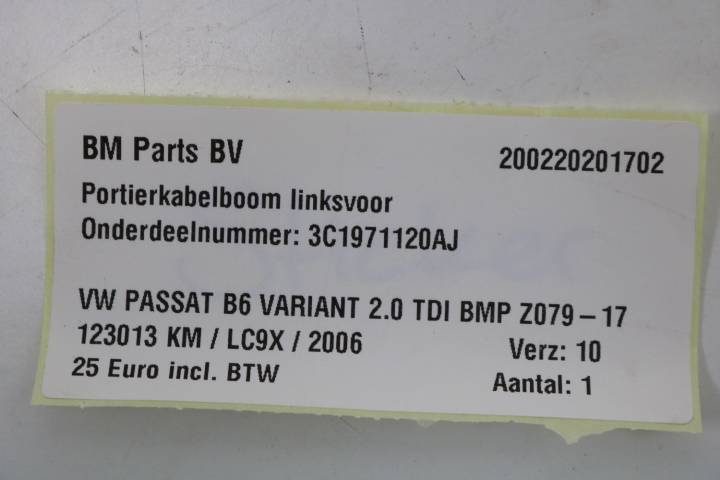 BM Parts BV 200220201702
Portierkabelboom linksvoor
Onderdeelnummer: 3C1971120AJ
VW PASSAT B6 VARIANT 2.0 TDI BMP Z079-17
123013 KM / LC9X / 2006 Verz: 10
25 Euro incl. BTW Aantal: 1